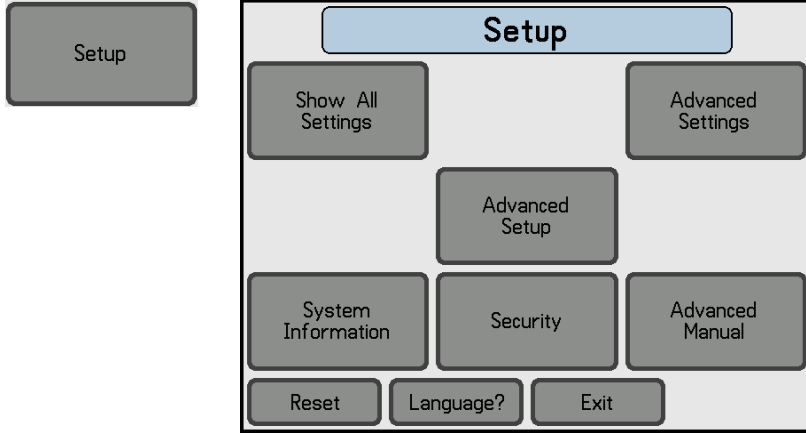 Setup
Setup
Show All
Settings
Advanced
Settings
Advanced
Setup
System
Information
Security
Advanced
Manual
Reset
Language?
Exit